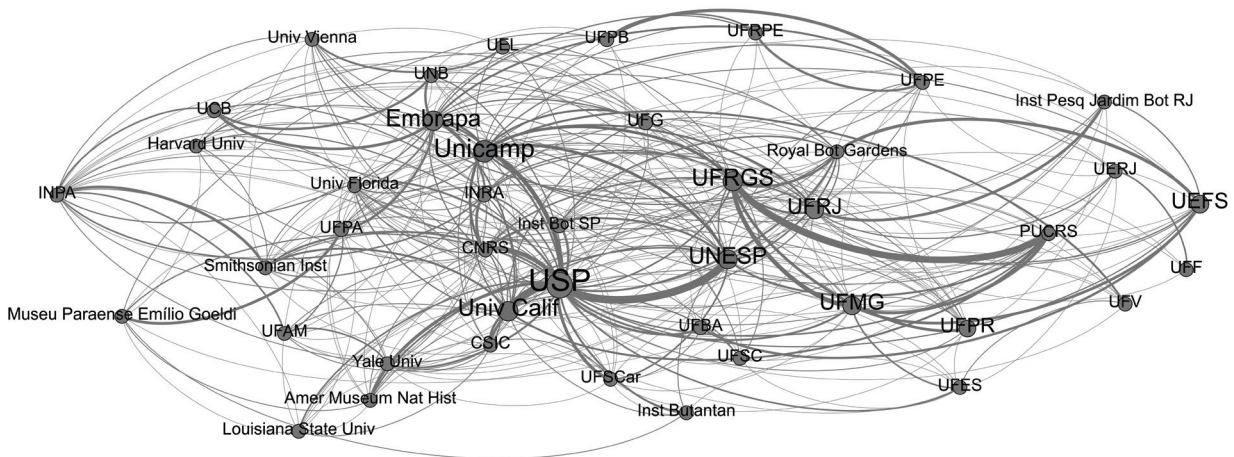 Univ Vienna
UEL
UFPB
UFRPE
UNB
UFPE
UCB
Inst Pesq Jardim Bot RJ
Embrapa
UFG
Harvard Univ
Unicamp
Royal Bot Gardens
UERJ
INPA
Univ Florida
INRA
UFRGS
UFRJ
UEFS
UFPA
Inst Bot SP
PUCRS
CNRS
UNESP
Smithsonian Inst
UFF
USP
Museu Paraense Emílio Goeldi
Univ Calif
UFMG
UFV
UFAM
UFBA
UFPR
CSIC
UFSC
Yale Univ
UFSCar
UFES
Amer Museum Nat Hist
Inst Butantan
Louisiana State Univ